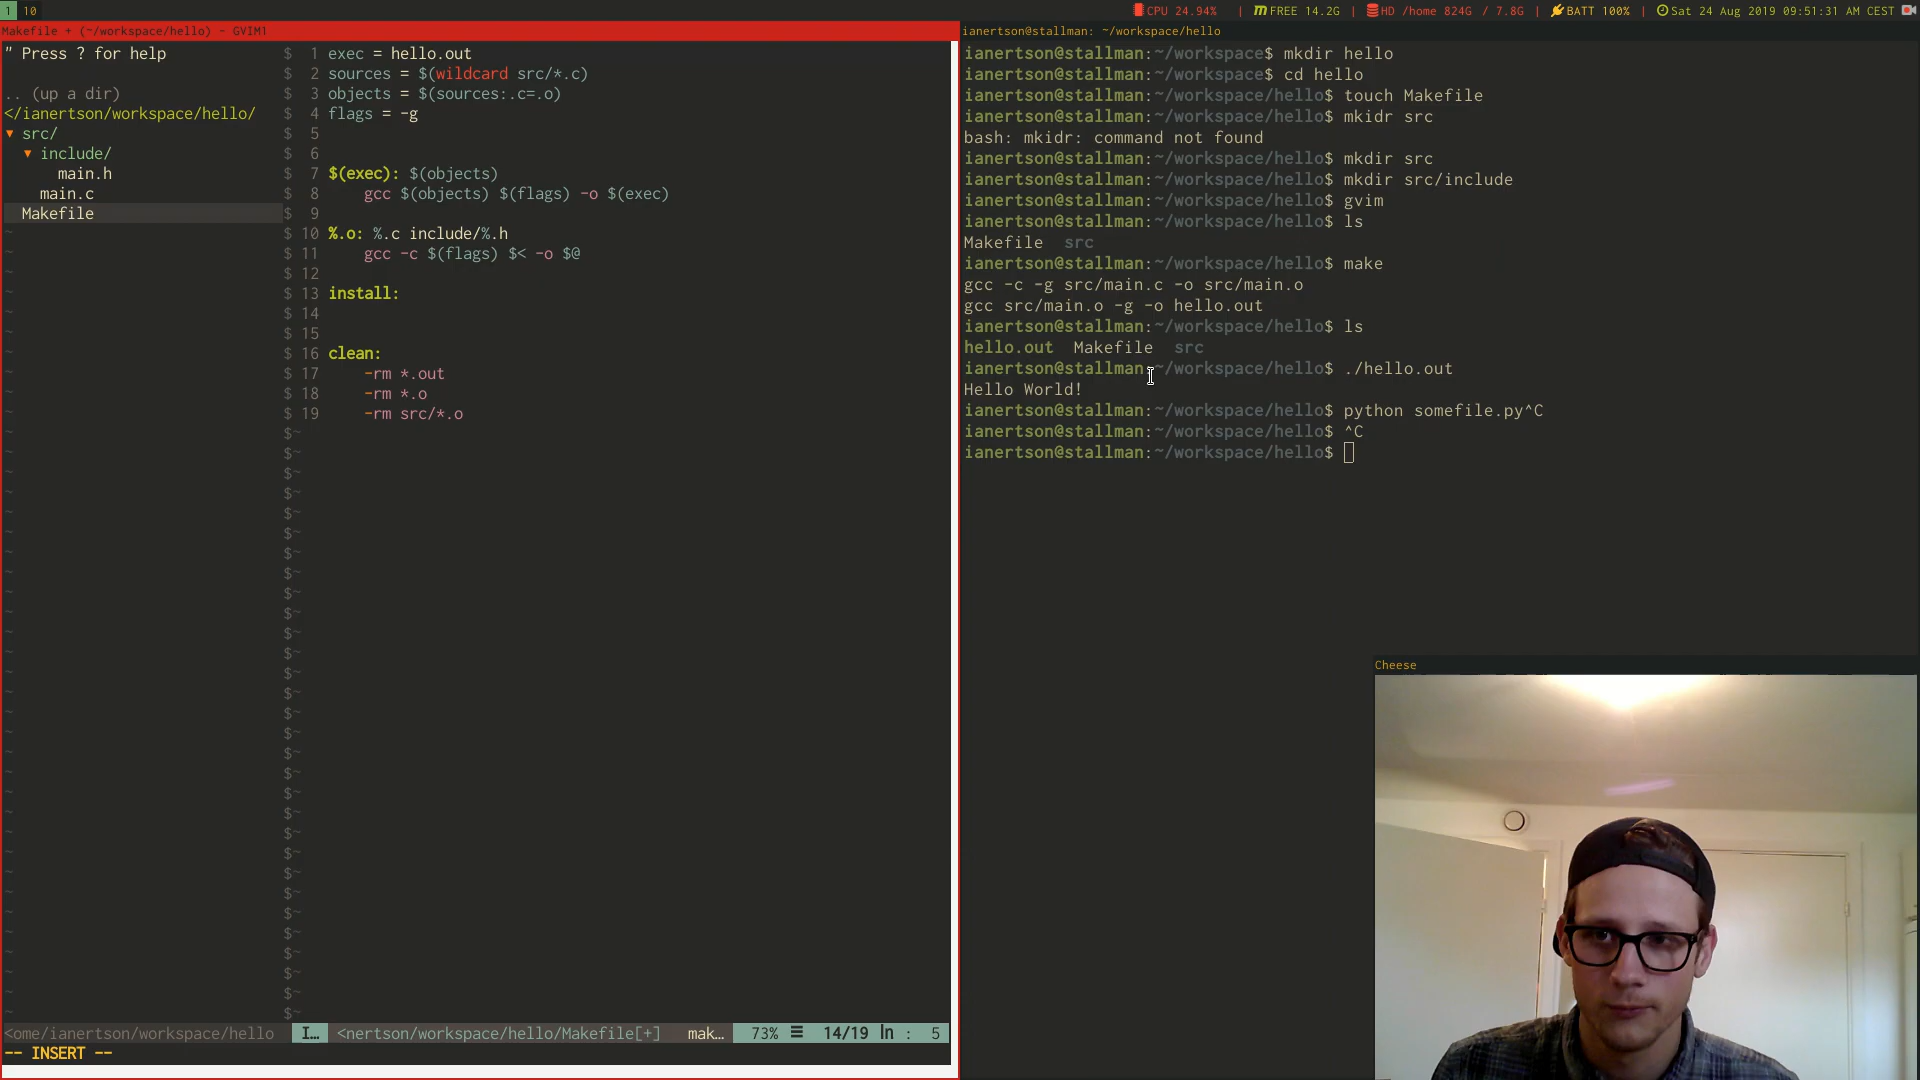 1 10
CPU 24.94% | FREE 14.2G | HD /home 824G / 7.8G | BATT 100% | Sat 24 Aug 2019 09:51:31 AM CEST
Makefile + (~/workspace/hello) - GVIM1
" Press ? for help
.. (up a dir)
</ianertson/workspace/hello/
▾ src/
▾ include/
main.h
main.c
Makefile
$ 1 exec = hello.out
$ 2 sources = $(wildcard src/*.c)
$ 3 objects = $(sources:.c=.o)
$ 4 flags = -g
$ 5
$ 6
$ 7 $(exec): $(objects)
$ 8 gcc $(objects) $(flags) -o $(exec)
$ 9
$ 10 %.o: %.c include/%.h
$ 11 gcc -c $(flags) $< -o $@
$ 12
$ 13 install:
$ 14
$ 15
$ 16 clean:
$ 17 -rm *.out
$ 18 -rm *.o
$ 19 -rm src/*.o
<ome/ianertson/workspace/hello I… <nertson/workspace/hello/Makefile[+] mak… 73% ☰ 14/19 ln : 5
-- INSERT --
ianertson@stallman: ~/workspace/hello
ianertson@stallman:~/workspace$ mkdir hello
ianertson@stallman:~/workspace$ cd hello
ianertson@stallman:~/workspace/hello$ touch Makefile
ianertson@stallman:~/workspace/hello$ mkidr src
bash: mkidr: command not found
ianertson@stallman:~/workspace/hello$ mkdir src
ianertson@stallman:~/workspace/hello$ mkdir src/include
ianertson@stallman:~/workspace/hello$ gvim
ianertson@stallman:~/workspace/hello$ ls
Makefile src
ianertson@stallman:~/workspace/hello$ make
gcc -c -g src/main.c -o src/main.o
gcc src/main.o -g -o hello.out
ianertson@stallman:~/workspace/hello$ ls
hello.out Makefile src
ianertson@stallman:~/workspace/hello$ ./hello.out
Hello World!
ianertson@stallman:~/workspace/hello$ python somefile.py^C
ianertson@stallman:~/workspace/hello$ ^C
ianertson@stallman:~/workspace/hello$
Cheese